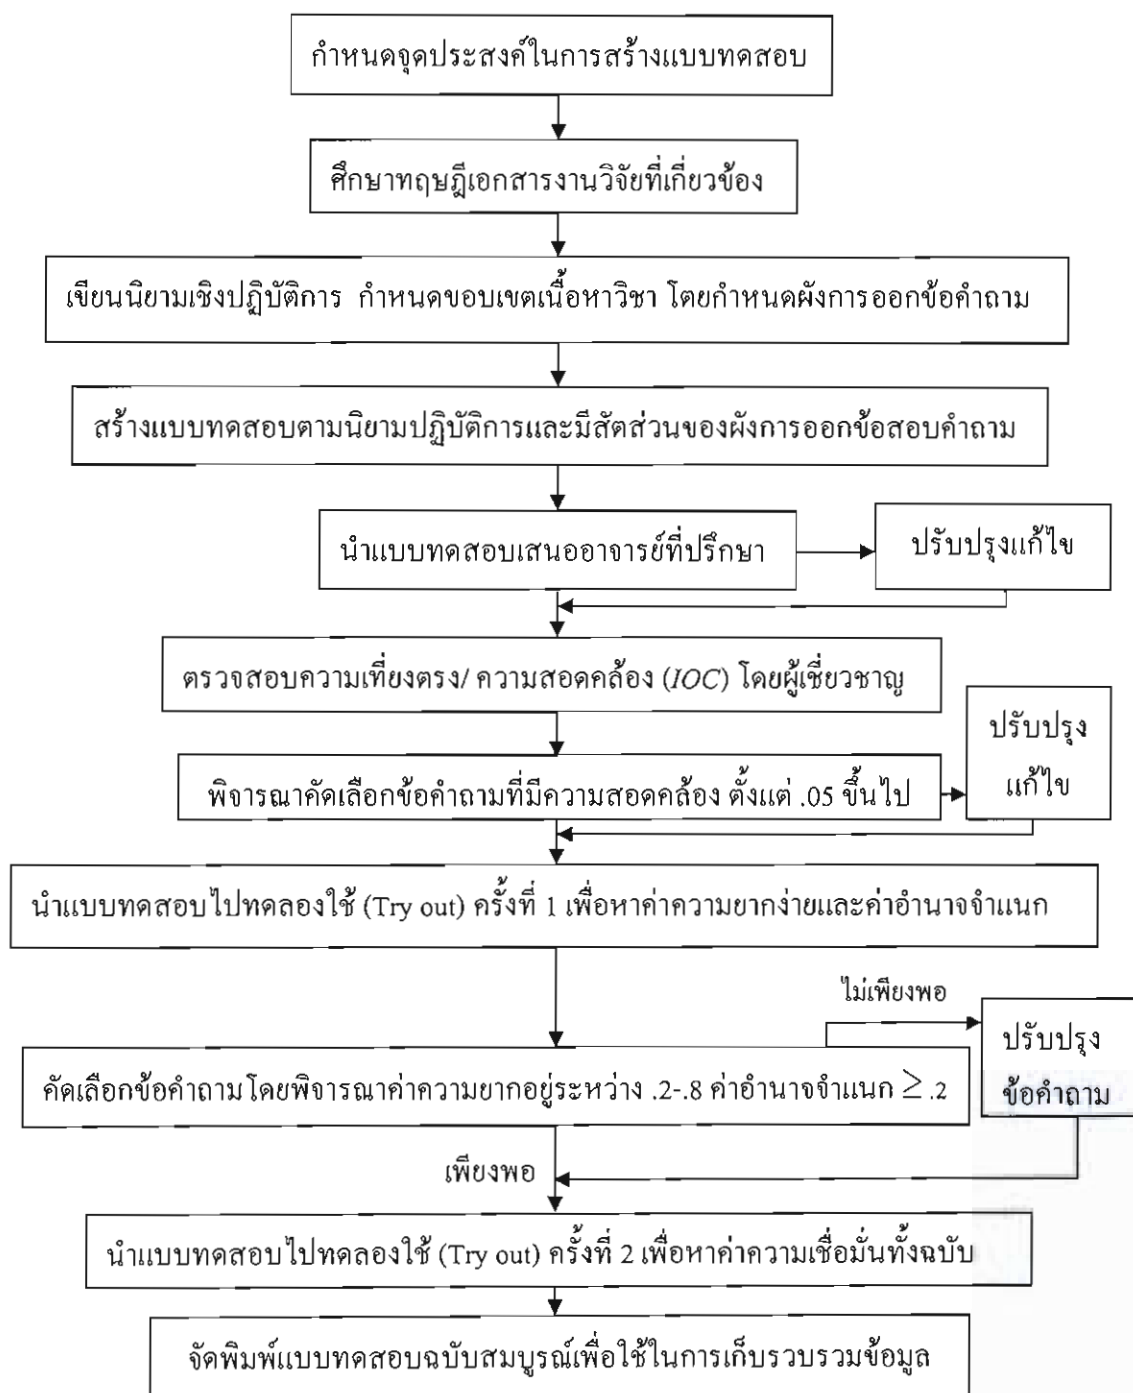 กำหนดจุดประสงค์ในการสร้างแบบทดสอบ
ศึกษาทฤษฎีเอกสารงานวิจัยที่เกี่ยวข้อง
เขียนนิยามเชิงปฏิบัติการ กำหนดขอบเขตเนื้อหาวิชา โดยกำหนดผังการออกข้อคำถาม
สร้างแบบทดสอบตามนิยามปฏิบัติการและมีสัดส่วนของผังการออกข้อสอบคำถาม
นำแบบทดสอบเสนออาจารย์ที่ปรึกษา
ปรับปรุงแก้ไข
ตรวจสอบความเที่ยงตรง/ ความสอดคล้อง (IOC) โดยผู้เชี่ยวชาญ
ปรับปรุง
แก้ไข
พิจารณาคัดเลือกข้อคำถามที่มีความสอดคล้อง ตั้งแต่ .05 ขึ้นไป
นำแบบทดสอบไปทดลองใช้ (Try out) ครั้งที่ 1 เพื่อหาค่าความยากง่ายและค่าอำนาจจำแนก
ไม่เพียงพอ
ปรับปรุง
ข้อคำถาม
คัดเลือกข้อคำถามโดยพิจารณาค่าความยากอยู่ระหว่าง .2-.8 ค่าอำนาจจำแนก ≥ .2
เพียงพอ
นำแบบทดสอบไปทดลองใช้ (Try out) ครั้งที่ 2 เพื่อหาค่าความเชื่อมั่นทั้งฉบับ
จัดพิมพ์แบบทดสอบฉบับสมบูรณ์เพื่อใช้ในการเก็บรวบรวมข้อมูล